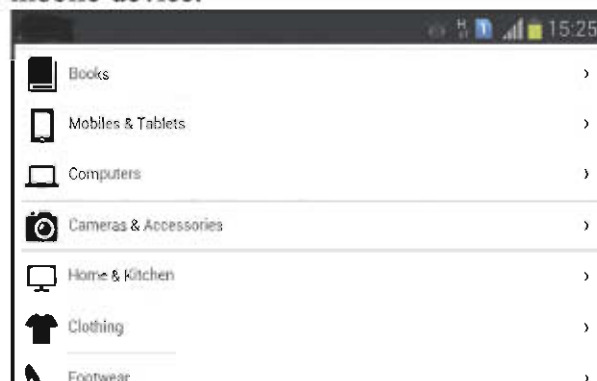 15:25
Books
Mobiles & Tablets
Computers
Cameras & Accessories
Home & Kitchen
Clothing
Footwear